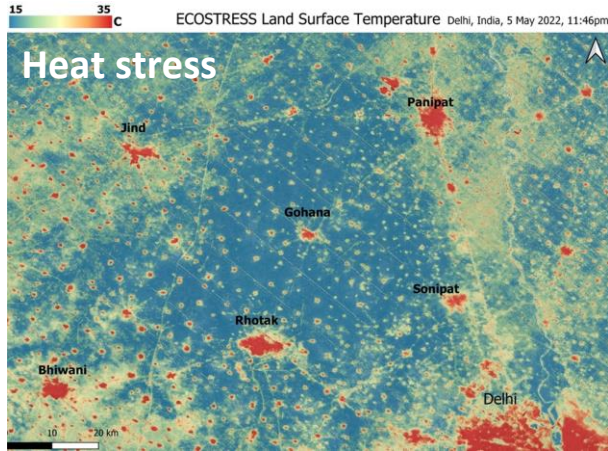 15 35 C ECOSTRESS Land Surface Temperature Delhi, India, 5 May 2022, 11:46pm
Heat stress
Panipat
Jind
Gohana
Sonipat
Rhotak
Bhiwani
Delhi
10 20 km